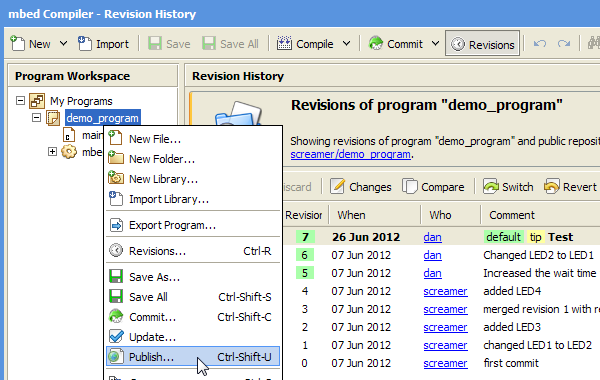 mbed Compiler - Revision History
New Import Save Save All Compile Commit Revisions
Program Workspace
My Programs
demo_program
main
mbe
New File...
New Folder...
New Library...
Import Library...
Export Program...
Revisions... Ctrl-R
Save As...
Save All Ctrl-Shift-S
Commit... Ctrl-Shift-C
Update...
Publish... Ctrl-Shift-U
Revision History
Revisions of program "demo_program"
Showing revisions of program "demo_program" and public reposit
screamer/demo_program.
iscard Changes Compare Switch Revert
Revision When Who Comment
7 26 Jun 2012 dan default tip Test
6 07 Jun 2012 dan Changed LED2 to LED1
5 07 Jun 2012 dan Increased the wait time
4 07 Jun 2012 screamer added LED4
3 07 Jun 2012 screamer merged revision 1 with re
2 07 Jun 2012 screamer added LED3
1 07 Jun 2012 screamer changed LED1 to LED2
0 07 Jun 2012 screamer first commit